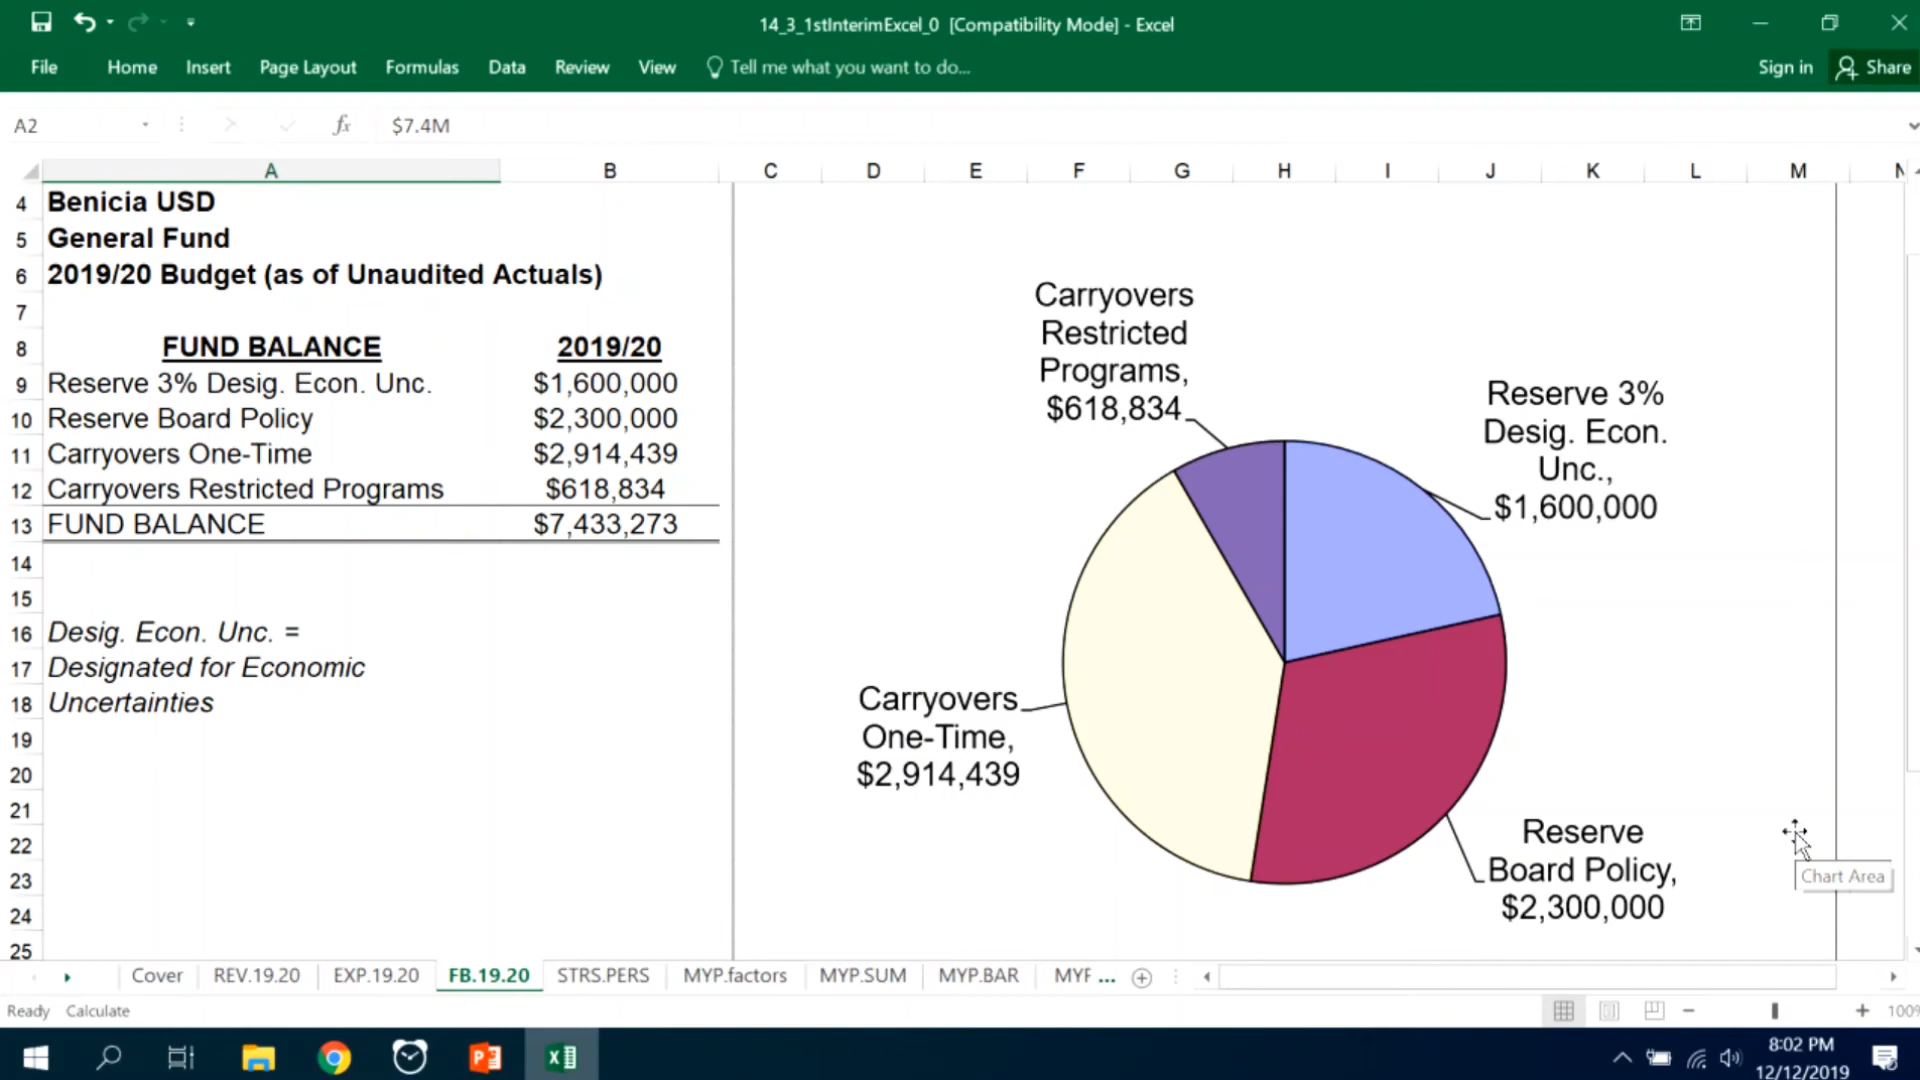 14_3_1stInterimExcel_0 [Compatibility Mode] - Excel
File Home Insert Page Layout Formulas Data Review View Tell me what you want to do... Sign in Share
A2 fx $7.4M
A B C D E F G H I J K L M N
4 Benicia USD
5 General Fund
6 2019/20 Budget (as of Unaudited Actuals)
7
8 FUND BALANCE 2019/20
9 Reserve 3% Desig. Econ. Unc. $1,600,000
10 Reserve Board Policy $2,300,000
11 Carryovers One-Time $2,914,439
12 Carryovers Restricted Programs $618,834
13 FUND BALANCE $7,433,273
14
15
16 Desig. Econ. Unc. =
17 Designated for Economic
18 Uncertainties
19
20
21
22
23
24
25
Carryovers
Restricted
Programs,
$618,834
Reserve 3%
Desig. Econ.
Unc.,
$1,600,000
Carryovers
One-Time,
$2,914,439
Reserve
Board Policy,
$2,300,000
Chart Area
Cover REV.19.20 EXP.19.20 FB.19.20 STRS.PERS MYP.factors MYP.SUM MYP.BAR MYP ...
Ready Calculate 100%
8:02 PM
12/12/2019